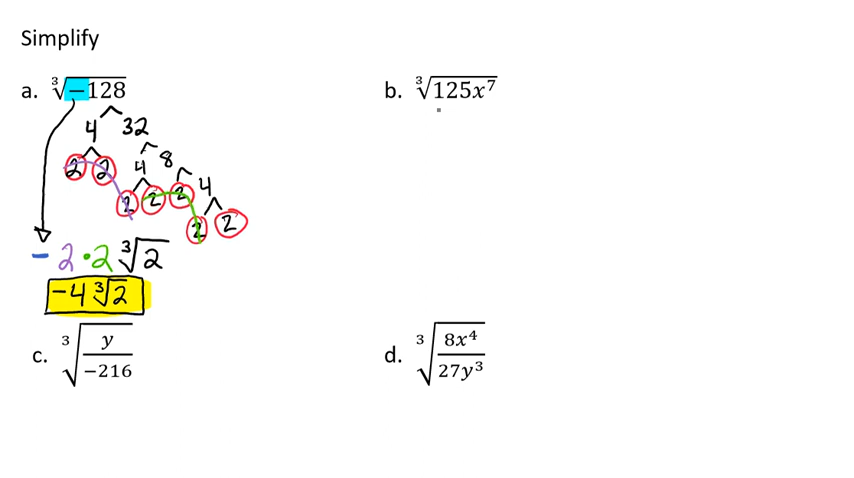 Simplify
a. ∛−128
b. ∛125x⁷
4 32
2 2 4 8
2 2 2 4
2 2
− 2 · 2 ∛2
−4 ∛2
c. ∛(y/−216)
d. ∛(8x⁴/27y³)